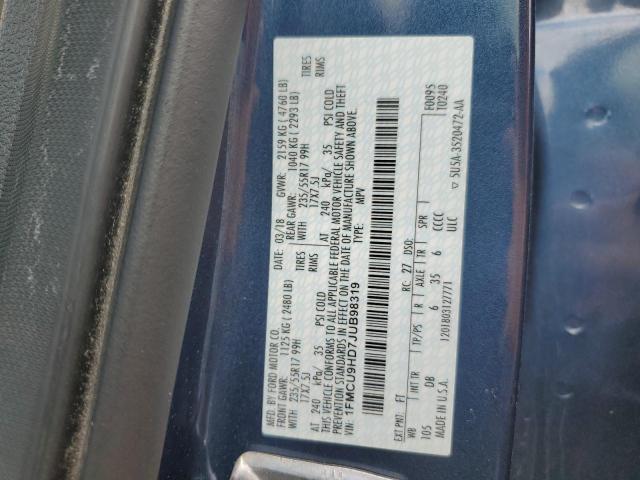 MFD. BY FORD MOTOR CO.
DATE: 03/18 GVWR: 2159 KG ( 4760 LB)
FRONT GAWR: 1125 KG ( 2480 LB) REAR GAWR: 1040 KG ( 2293 LB)
WITH 235/55R17 99H TIRES WITH 235/55R17 99H TIRES
17X7.5J RIMS 17X7.5J RIMS
AT 240 kPa/ 35 PSI COLD AT 240 kPa/ 35 PSI COLD
THIS VEHICLE CONFORMS TO ALL APPLICABLE FEDERAL MOTOR VEHICLE SAFETY AND THEFT
PREVENTION STANDARDS IN EFFECT ON THE DATE OF MANUFACTURE SHOWN ABOVE.
VIN: 1FMCU9HD7JUB98319 TYPE: MPV
F0095
T0240
EXT PNT: FT RC: 27 DSO:
WB INT TR TP/PS R AXLE TR SPR
105 DB 6 35 6 CCCC
MADE IN U.S.A. 1201803127771 ULC
▽ 5U5A-3520472-AA